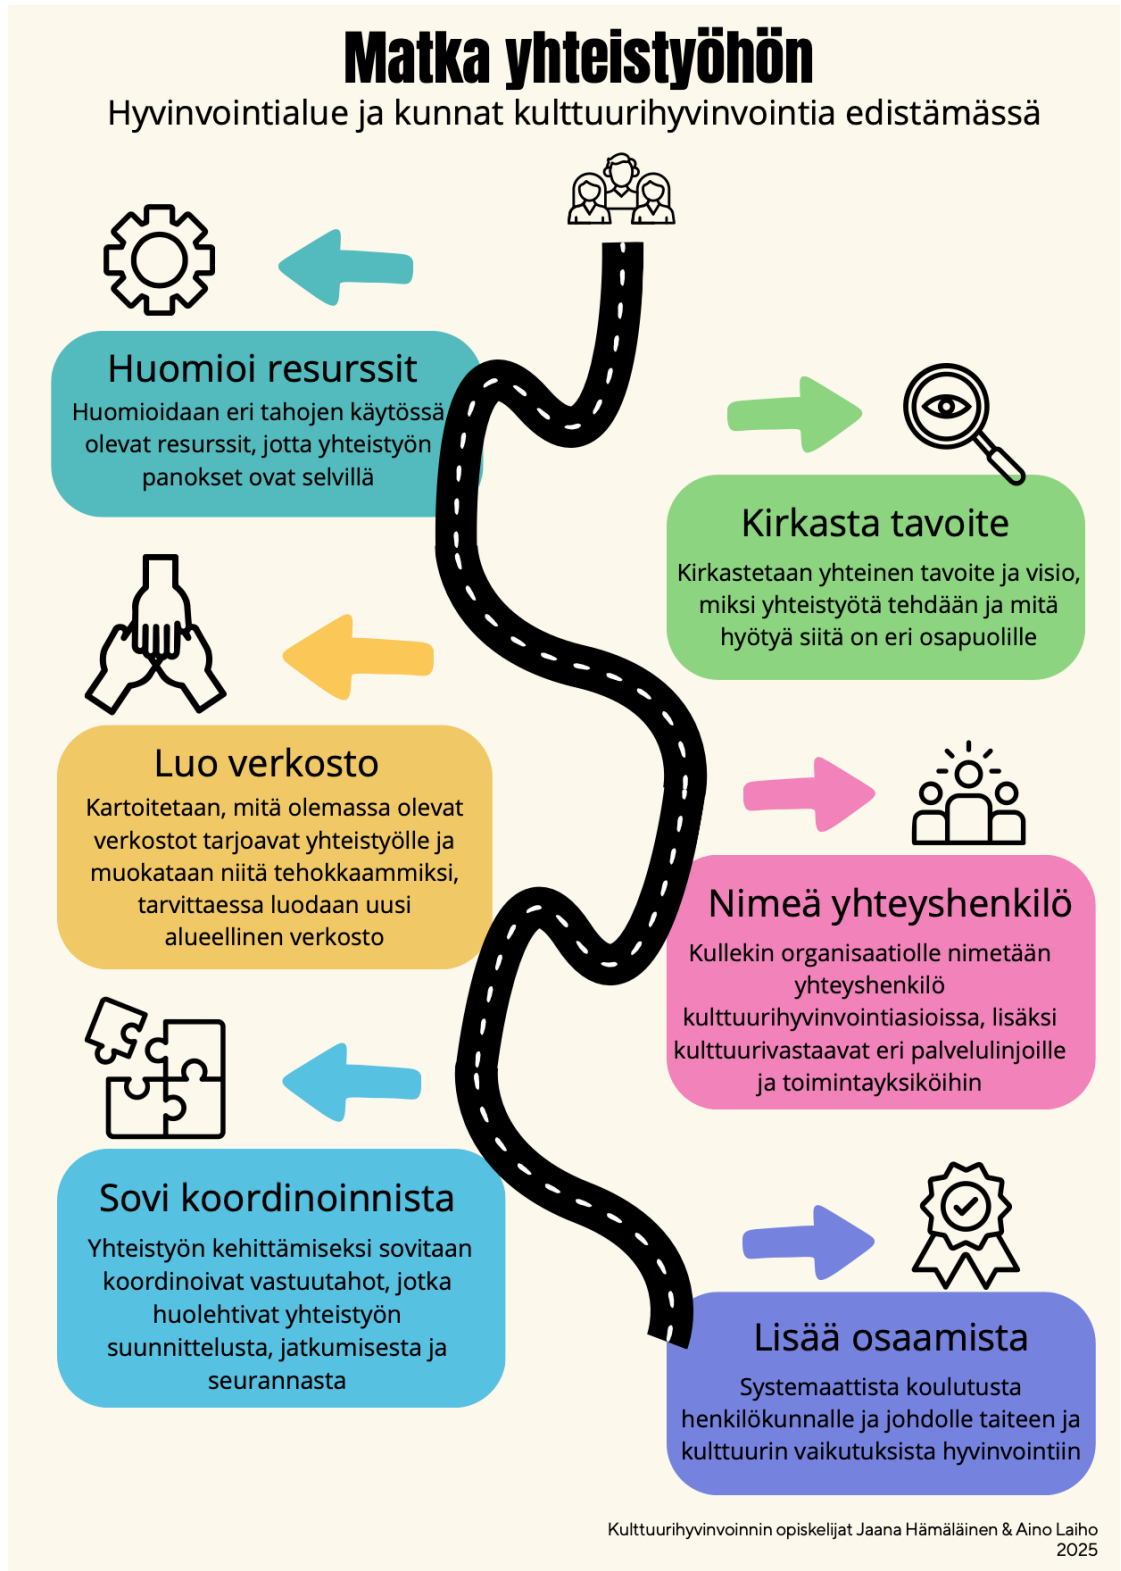 Matka yhteistyöhön
Hyvinvointialue ja kunnat kulttuurihyvinvointia edistämässä
Huomioi resurssit
Huomioidaan eri tahojen käytössä
olevat resurssit, jotta yhteistyön
panokset ovat selvillä
Kirkasta tavoite
Kirkastetaan yhteinen tavoite ja visio,
miksi yhteistyötä tehdään ja mitä
hyötyä siitä on eri osapuolille
Luo verkosto
Kartoitetaan, mitä olemassa olevat
verkostot tarjoavat yhteistyölle ja
muokataan niitä tehokkaammiksi,
tarvittaessa luodaan uusi
alueellinen verkosto
Nimeä yhteyshenkilö
Kullekin organisaatiolle nimetään
yhteyshenkilö
kulttuurihyvinvointiasioissa, lisäksi
kulttuurivastaavat eri palvelulinjoille
ja toimintayksiköihin
Sovi koordinoinnista
Yhteistyön kehittämiseksi sovitaan
koordinoivat vastuutahot, jotka
huolehtivat yhteistyön
suunnittelusta, jatkumisesta ja
seurannasta
Lisää osaamista
Systemaattista koulutusta
henkilökunnalle ja johdolle taiteen ja
kulttuurin vaikutuksista hyvinvointiin
Kulttuurihyvinvoinnin opiskelijat Jaana Hämäläinen & Aino Laiho
2025